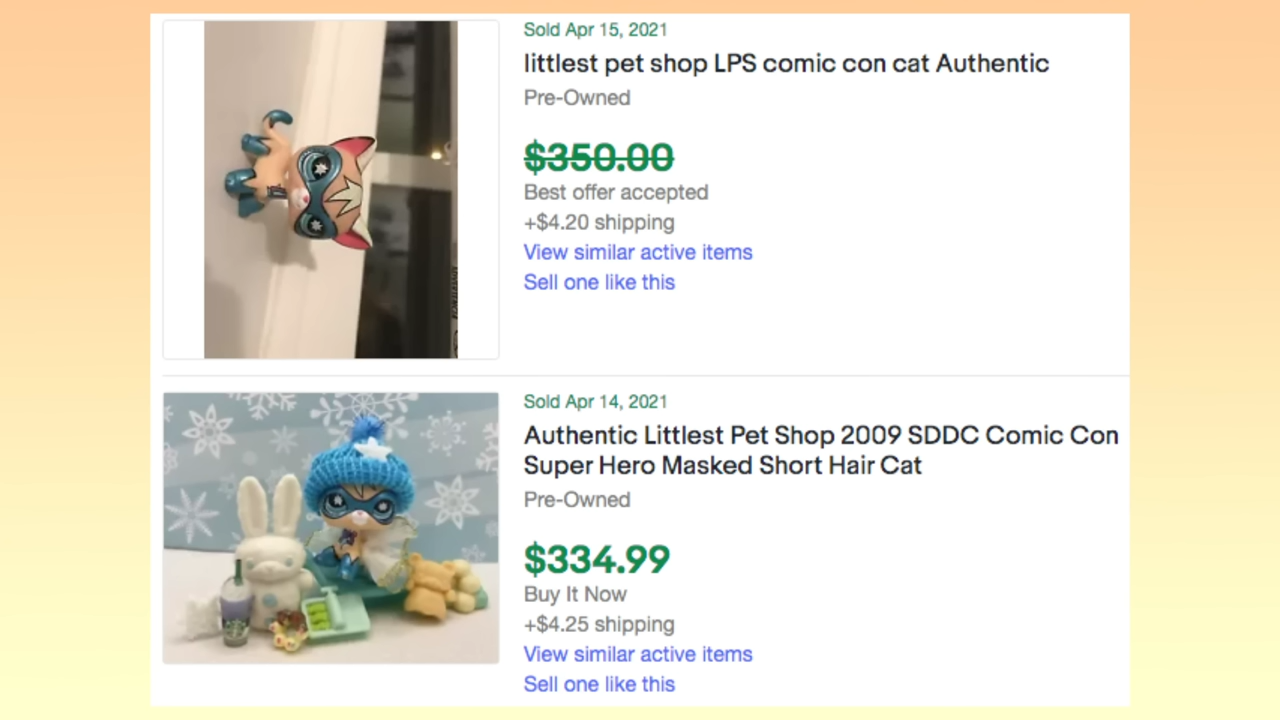 Sold Apr 15, 2021
littlest pet shop LPS comic con cat Authentic
Pre-Owned
$350.00
Best offer accepted
+$4.20 shipping
View similar active items
Sell one like this
Sold Apr 14, 2021
Authentic Littlest Pet Shop 2009 SDDC Comic Con
Super Hero Masked Short Hair Cat
Pre-Owned
$334.99
Buy It Now
+$4.25 shipping
View similar active items
Sell one like this